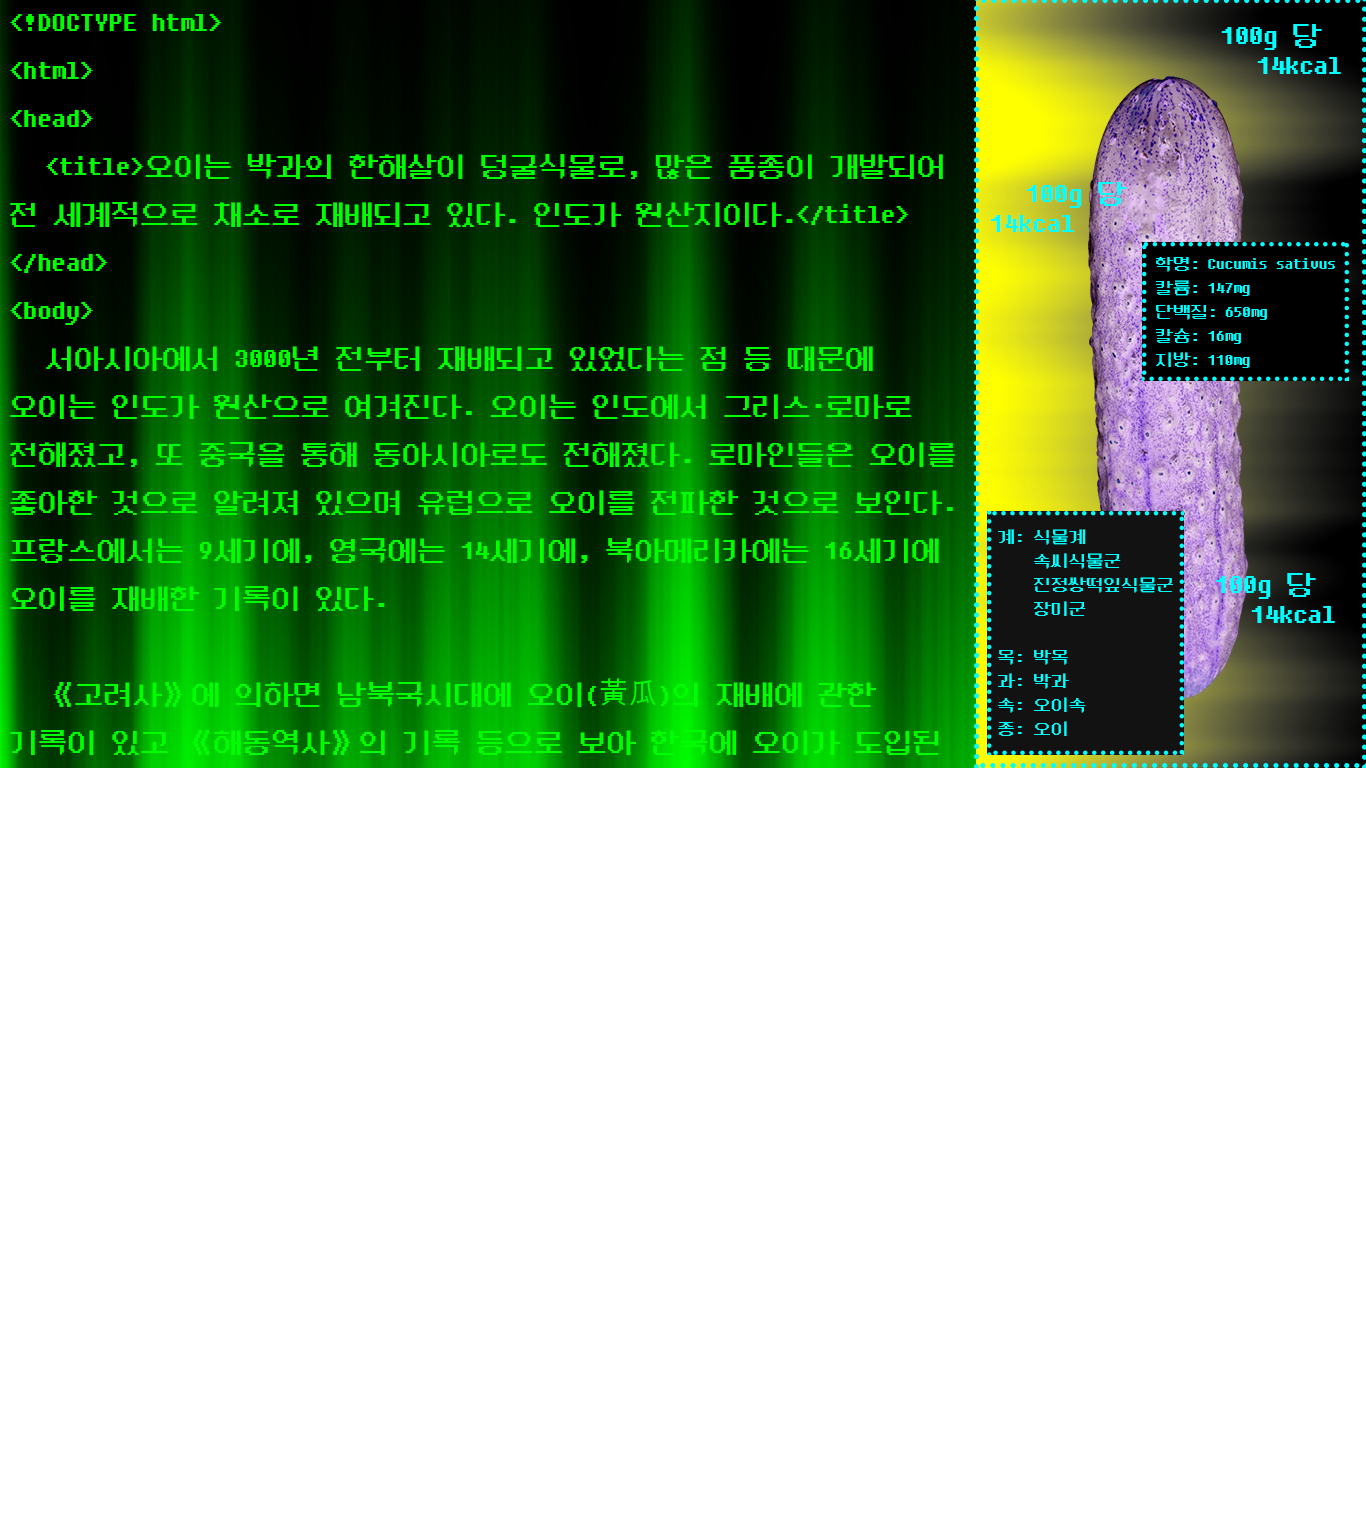 <!DOCTYPE html>
<html>
<head>
<title>오이는 박과의 한해살이 덩굴식물로, 많은 품종이 개발되어
전 세계적으로 채소로 재배되고 있다. 인도가 원산지이다.</title>
</head>
<body>
서아시아에서 3000년 전부터 재배되고 있었다는 점 등 때문에
오이는 인도가 원산으로 여겨진다. 오이는 인도에서 그리스·로마로
전해졌고, 또 중국을 통해 동아시아로도 전해졌다. 로마인들은 오이를
좋아한 것으로 알려져 있으며 유럽으로 오이를 전파한 것으로 보인다.
프랑스에서는 9세기에, 영국에는 14세기에, 북아메리카에는 16세기에
오이를 재배한 기록이 있다.
《고려사》에 의하면 남북국시대에 오이(黃瓜)의 재배에 관한
기록이 있고 《해동역사》의 기록 등으로 보아 한국에 오이가 도입된
100g 당
14kcal
100g 당
14kcal
학명: Cucumis sativus
칼륨: 147mg
단백질: 650mg
칼슘: 16mg
지방: 110mg
계: 식물계
속씨식물군
진정쌍떡잎식물군
장미군
목: 박목
과: 박과
속: 오이속
종: 오이
100g 당
14kcal